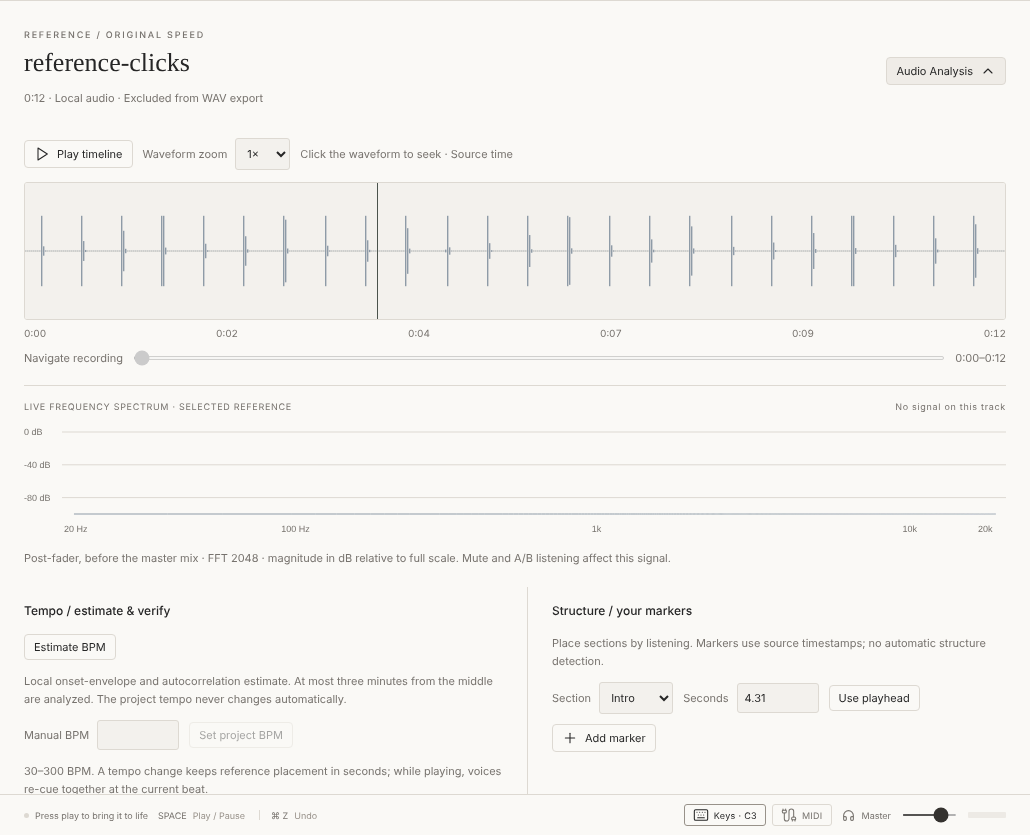 REFERENCE / ORIGINAL SPEED
reference-clicks
Audio Analysis
0:12 · Local audio · Excluded from WAV export
Play timeline
Waveform zoom
1×
Click the waveform to seek · Source time
0:00 0:02 0:04 0:07 0:09 0:12
Navigate recording
0:00–0:12
LIVE FREQUENCY SPECTRUM · SELECTED REFERENCE
No signal on this track
0 dB
-40 dB
-80 dB
20 Hz 100 Hz 1k 10k 20k
Post-fader, before the master mix · FFT 2048 · magnitude in dB relative to full scale. Mute and A/B listening affect this signal.
Tempo / estimate & verify
Estimate BPM
Local onset-envelope and autocorrelation estimate. At most three minutes from the middle
are analyzed. The project tempo never changes automatically.
Manual BPM
Set project BPM
30–300 BPM. A tempo change keeps reference placement in seconds; while playing, voices
re-cue together at the current beat.
Structure / your markers
Place sections by listening. Markers use source timestamps; no automatic structure
detection.
Section
Intro
Seconds
4.31
Use playhead
Add marker
Press play to bring it to life
SPACE Play / Pause
⌘ Z Undo
Keys · C3
MIDI
Master